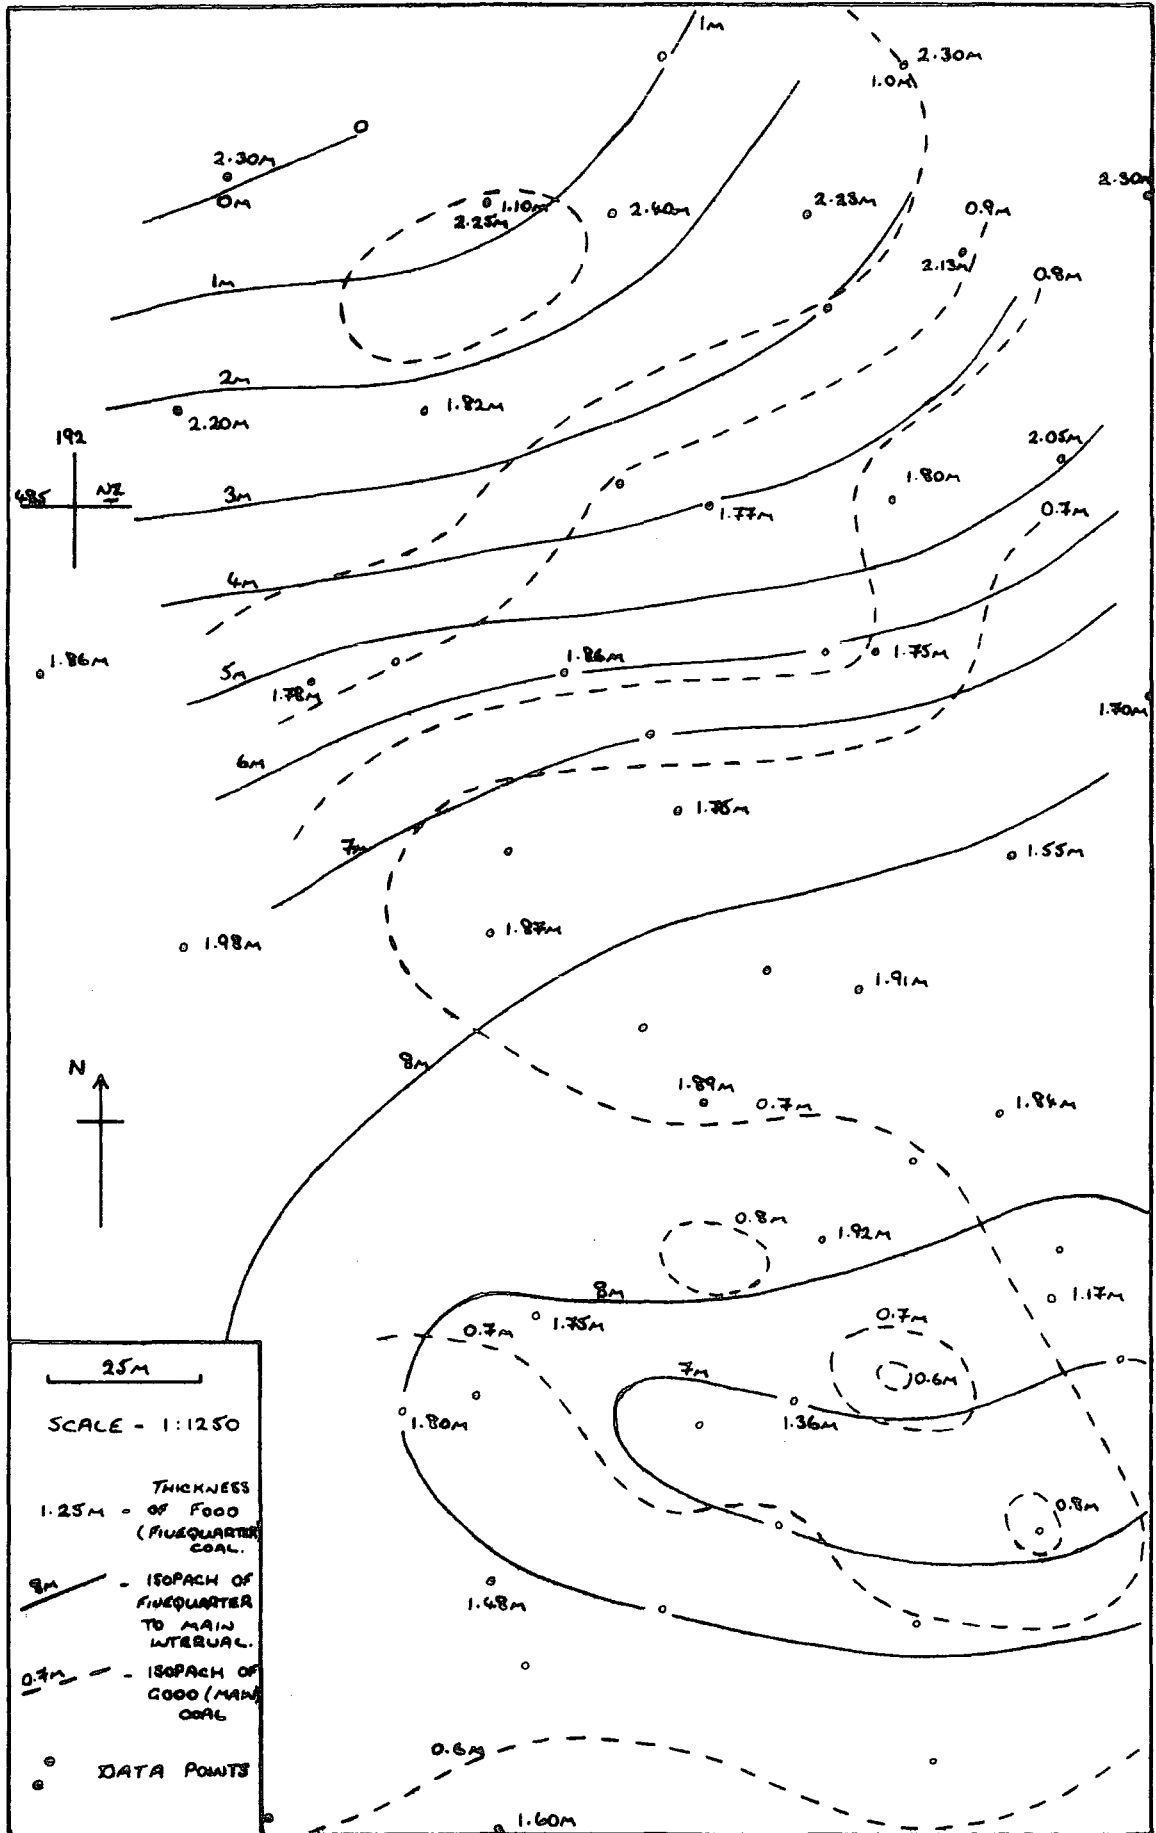 1M
2.30M
1.0M
0
2.30M
0M
2.30M
1.10M
2.25M
2.40M
2.23M
0.9M
2.13M
1M
0.8M
2M
2.20M
1.82M
192
485 NZ
3M
2.05M
1.80M
1.77M
0.7M
4M
1.86M
5M
1.78M
1.86M
1.75M
1.70M
6M
1.75M
7M
1.55M
1.98M
1.87M
1.91M
N
8M
1.89M
0.7M
1.84M
0.8M
1.92M
8M
1.75M
1.17M
0.7M
0.7M
7M
0.6M
1.80M
1.36M
0.8M
1.48M
0.6M
1.60M
25M
SCALE - 1:1250
THICKNESS
1.25M - OF FOOD
(FIVEQUARTER)
COAL.
8M - ISOPACH OF
FIVEQUARTER
TO MAIN
INTERVAL.
0.7M - ISOPACH OF
GOOD (MAIN)
COAL
DATA POINTS